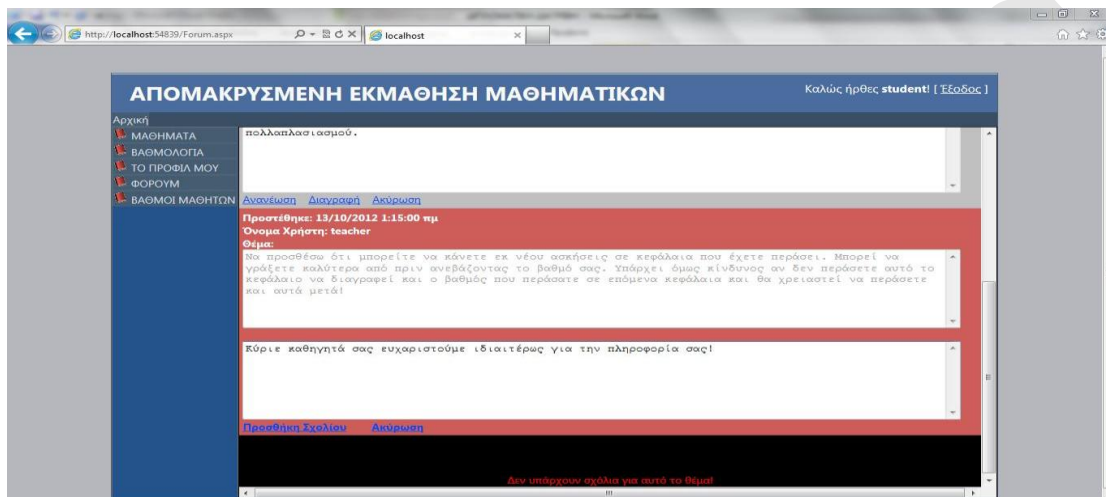 http://localhost:54839/Forum.aspx
localhost
ΑΠΟΜΑΚΡΥΣΜΕΝΗ ΕΚΜΑΘΗΣΗ ΜΑΘΗΜΑΤΙΚΩΝ
Καλώς ήρθες student! [ Έξοδος ]
Αρχική
ΜΑΘΗΜΑΤΑ
ΒΑΘΜΟΛΟΓΙΑ
ΤΟ ΠΡΟΦΙΛ ΜΟΥ
ΦΟΡΟΥΜ
ΒΑΘΜΟΙ ΜΑΘΗΤΩΝ
πολλαπλασιασμού.
Ανανέωση Διαγραφή Ακύρωση
Προστέθηκε: 13/10/2012 1:15:00 πμ
Όνομα Χρήστη: teacher
Θέμα:
Να προσθέσω ότι μπορείτε να κάνετε εκ νέου ασκήσεις σε κεφάλαια που έχετε περάσει. Μπορεί να
γράξετε καλύτερα από πριν ανεβάζοντας το βαθμό σας. Υπάρχει όμως κίνδυνος αν δεν περάσετε αυτό το
κεφάλαιο να διαγραφεί και ο βαθμός που περάσατε σε επόμενα κεφάλαια και θα χρειαστεί να περάσετε
και αυτά μετά!
Κύριε καθηγητά σας ευχαριστούμε ιδιαιτέρως για την πληροφορία σας!
Προσθήκη Σχολίου Ακύρωση
Δεν υπάρχουν σχόλια για αυτό το θέμα!